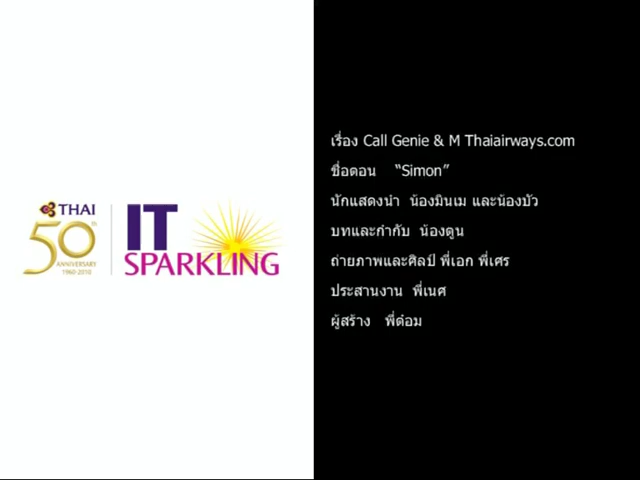 THAI
50th
ANNIVERSARY
1960-2010
IT
SPARKLING
เรื่อง Call Genie & M Thaiairways.com
ชื่อตอน “Simon”
นักแสดงนำ น้องมินเม และน้องบัว
บทและกำกับ น้องตูน
ถ่ายภาพและศิลป์ พี่เอก พี่เศร
ประสานงาน พี่เนศ
ผู้สร้าง พี่ต๋อม